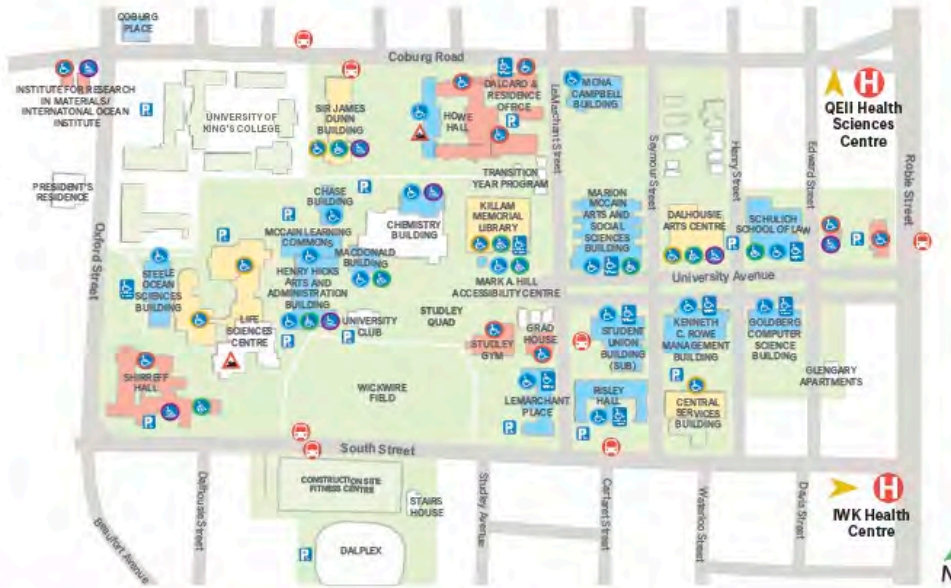 COBURG
PLACE
Coburg Road
INSTITUTE FOR RESEARCH
IN MATERIALS/
INTERNATIONAL OCEAN
INSTITUTE
P
UNIVERSITY OF
KING'S COLLEGE
SIR JAMES
DUNN
BUILDING
HOWE
HALL
DALCARD &
RESIDENCE
OFFICE
P
LeMarchant Street
MONA
CAMPBELL
BUILDING
H
QEII Health
Sciences
Centre
Seymour Street
Henry Street
Edward Street
Robie Street
PRESIDENT'S
RESIDENCE
Oxford Street
TRANSITION
YEAR PROGRAM
CHASE
BUILDING
P
MCCAIN LEARNING
COMMONS
MACDONALD
BUILDING
CHEMISTRY
BUILDING
KILLAM
MEMORIAL
LIBRARY
MARION
MCCAIN
ARTS AND
SOCIAL
SCIENCES
BUILDING
DALHOUSIE
ARTS CENTRE
P
SCHULICH
SCHOOL OF LAW
P
P
STEELE
OCEAN
SCIENCES
BUILDING
HENRY HICKS
ARTS AND
ADMINISTRATION
BUILDING
MARK A. HILL
ACCESSIBILITY CENTRE
University Avenue
LIFE
SCIENCES
CENTRE
P
UNIVERSITY
CLUB
P
STUDLEY
QUAD
STUDLEY
GYM
GRAD
HOUSE
STUDENT
UNION
BUILDING
(SUB)
KENNETH
C. ROWE
MANAGEMENT
BUILDING
GOLDBERG
COMPUTER
SCIENCE
BUILDING
GLENGARY
APARTMENTS
SHIRREFF
HALL
P
WICKWIRE
FIELD
LEMARCHANT
PLACE
P
RISLEY
HALL
P
CENTRAL
SERVICES
BUILDING
South Street
CONSTRUCTION SITE
FITNESS CENTRE
STAIRS
HOUSE
P
DALPLEX
Beaufort Avenue
Dalhousie Street
Studley Avenue
Cartaret Street
Waterloo Street
Davis Street
H
IWK Health
Centre
N